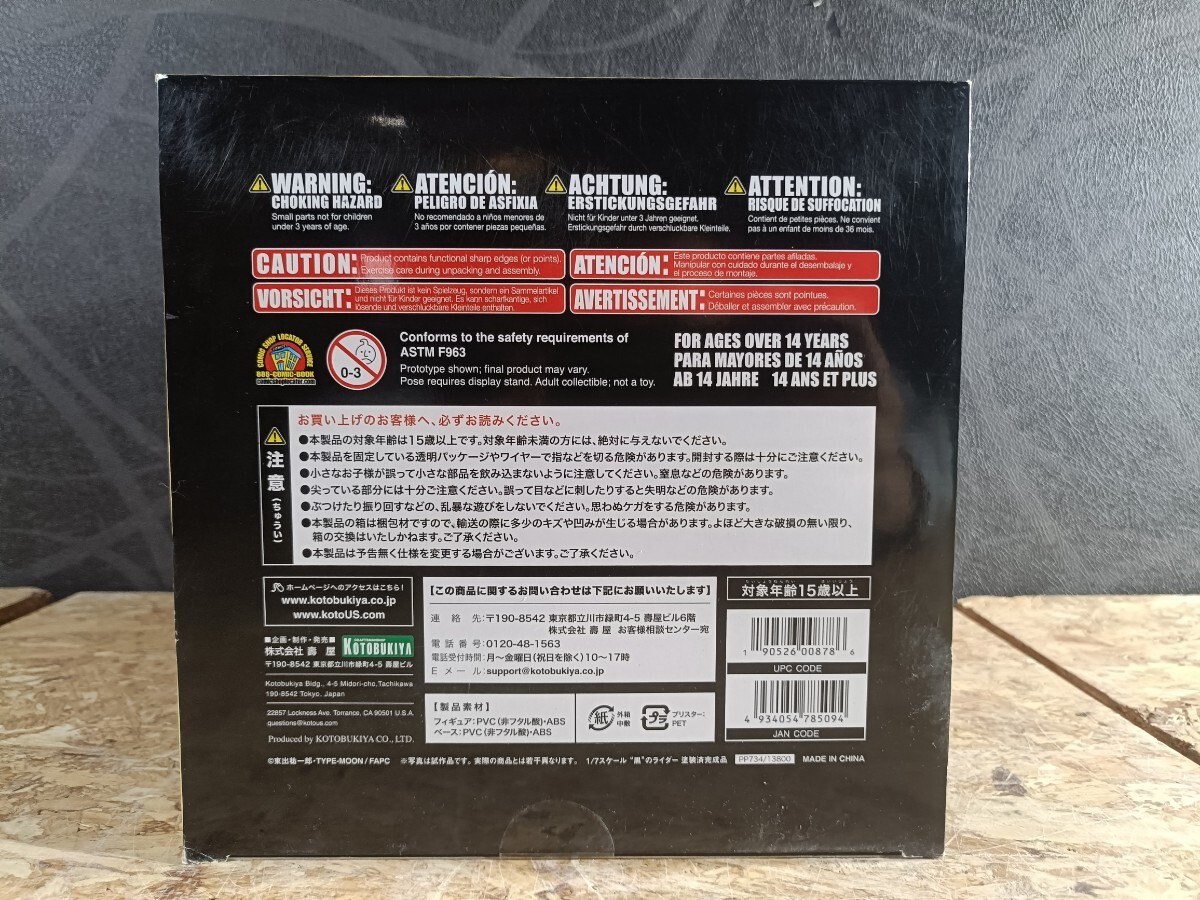 WARNING:
CHOKING HAZARD
Small parts not for children
under 3 years of age.
ATENCIÓN:
PELIGRO DE ASFIXIA
No recomendado a niños menores de
3 años por contener piezas pequeñas.
ACHTUNG:
ERSTICKUNGSGEFAHR
Nicht für Kinder unter 3 Jahren geeignet.
Erstickungsgefahr durch verschluckbare Kleinteile.
ATTENTION:
RISQUE DE SUFFOCATION
Contient de petites pièces. Ne convient
pas à un enfant de moins de 36 mois.
CAUTION: Product contains functional sharp edges (or points).
Exercise care during unpacking and assembly.
ATENCIÓN: Este producto contiene partes afiladas.
Manipular con cuidado durante el desembalaje y
el proceso de montaje.
VORSICHT: Dieses Produkt ist kein Spielzeug, sondern ein Sammelartikel
und nicht für Kinder geeignet. Es kann scharfkantige, sich
lösende und verschluckbare Kleinteile enthalten.
AVERTISSEMENT: Certaines pièces sont pointues.
Déballer et assembler avec précaution.
COMIC SHOP LOCATOR SERVICE
888-COMIC-BOOK
comicshoplocator.com
0-3
Conforms to the safety requirements of
ASTM F963
Prototype shown; final product may vary.
Pose requires display stand. Adult collectible; not a toy.
FOR AGES OVER 14 YEARS
PARA MAYORES DE 14 AÑOS
AB 14 JAHRE 14 ANS ET PLUS
注意(ちゅうい)
お買い上げのお客様へ、必ずお読みください。
●本製品の対象年齢は15歳以上です。対象年齢未満の方には、絶対に与えないでください。
●本製品を固定している透明パッケージやワイヤーで指などを切る危険があります。開封する際は十分にご注意ください。
●小さなお子様が誤って小さな部品を飲み込まないように注意してください。窒息などの危険があります。
●尖っている部分には十分ご注意ください。誤って目などに刺したりすると失明などの危険があります。
●ぶつけたり振り回すなどの、乱暴な遊びをしないでください。思わぬケガをする危険があります。
●本製品の箱は梱包材ですので、輸送の際に多少のキズや凹みが生じる場合があります。よほど大きな破損の無い限り、
箱の交換はいたしかねます。ご了承ください。
●本製品は予告無く仕様を変更する場合がございます。ご了承ください。
ホームページへのアクセスはこちら!
www.kotobukiya.co.jp
www.kotoUS.com
■企画・制作・発売■
株式会社 壽 屋
CRAFTSMANSHIP
KOTOBUKIYA
〒190-8542 東京都立川市緑町4-5 壽屋ビル
Kotobukiya Bldg., 4-5 Midori-cho,Tachikawa
190-8542 Tokyo. Japan
22857 Lockness Ave. Torrance, CA 90501 U.S.A.
questions@kotous.com
Produced by KOTOBUKIYA CO., LTD.
【この商品に関するお問い合わせは下記にお願いいたします】
連絡先:〒190-8542 東京都立川市緑町4-5 壽屋ビル6階
株式会社 壽屋 お客様相談センター宛
電話番号:0120-48-1563
電話受付時間:月〜金曜日(祝日を除く)10〜17時
Eメール:support@kotobukiya.co.jp
【製品素材】
フィギュア:PVC(非フタル酸)・ABS
ベース:PVC(非フタル酸)・ABS
紙
外箱
中敷
プラ
ブリスター:
PET
たいしょうねんれい さいいじょう
対象年齢15歳以上
1 90526 00878 6
UPC CODE
4 934054 785094
JAN CODE
©東出祐一郎・TYPE-MOON / FAPC ※写真は試作品です。実際の商品とは若干異なります。 1/7スケール "黒"のライダー 塗装済完成品 PP734/13800 MADE IN CHINA